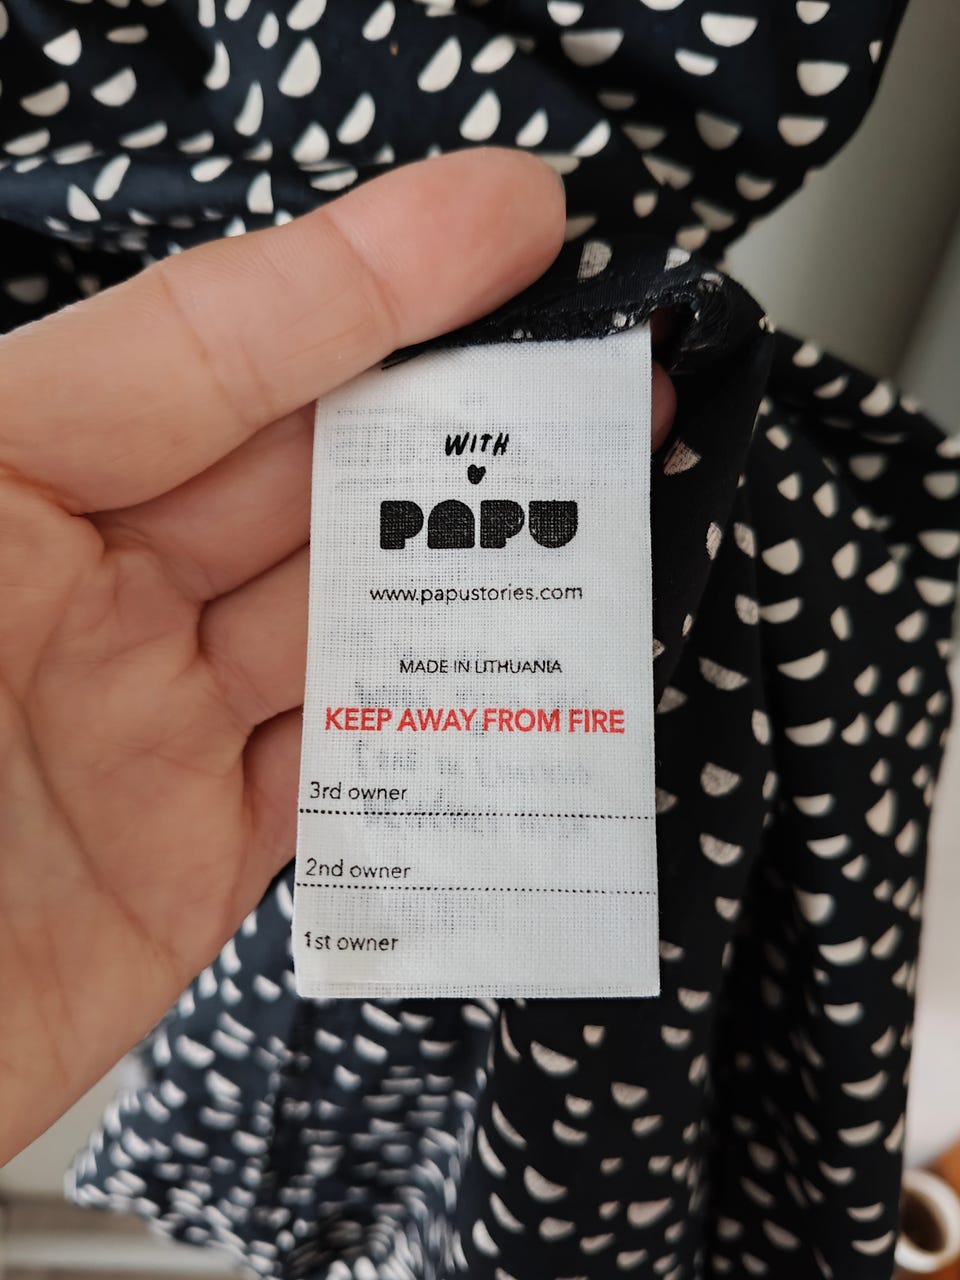 WITH
PAPU
www.papustories.com
MADE IN LITHUANIA
KEEP AWAY FROM FIRE
3rd owner
2nd owner
1st owner